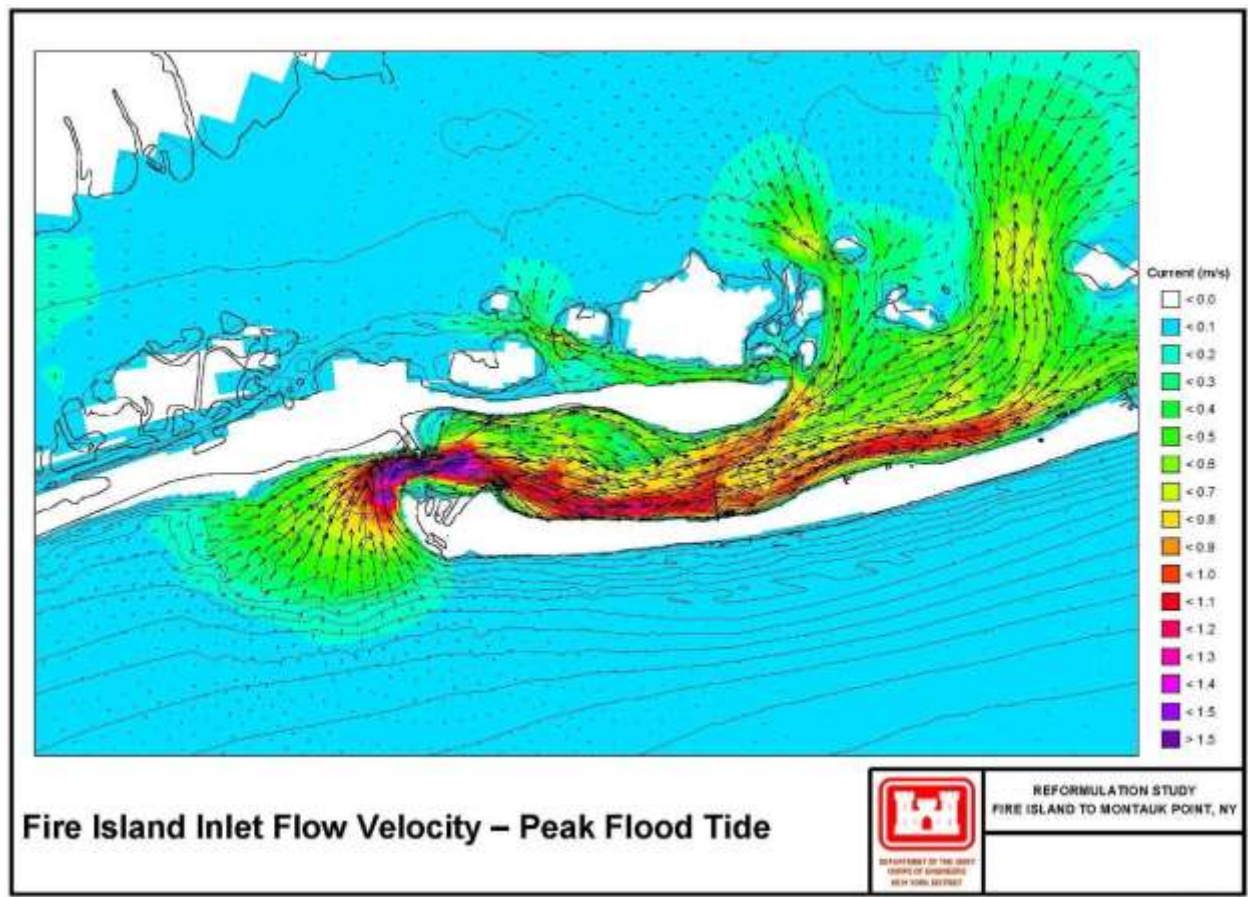 Current (m/s)
< 0.0
< 0.1
< 0.2
< 0.3
< 0.4
< 0.5
< 0.6
< 0.7
< 0.8
< 0.9
< 1.0
< 1.1
< 1.2
< 1.3
< 1.4
< 1.5
> 1.5
Fire Island Inlet Flow Velocity – Peak Flood Tide
DEPARTMENT OF THE ARMY
CORPS OF ENGINEERS
NEW YORK DISTRICT
REFORMULATION STUDY
FIRE ISLAND TO MONTAUK POINT, NY